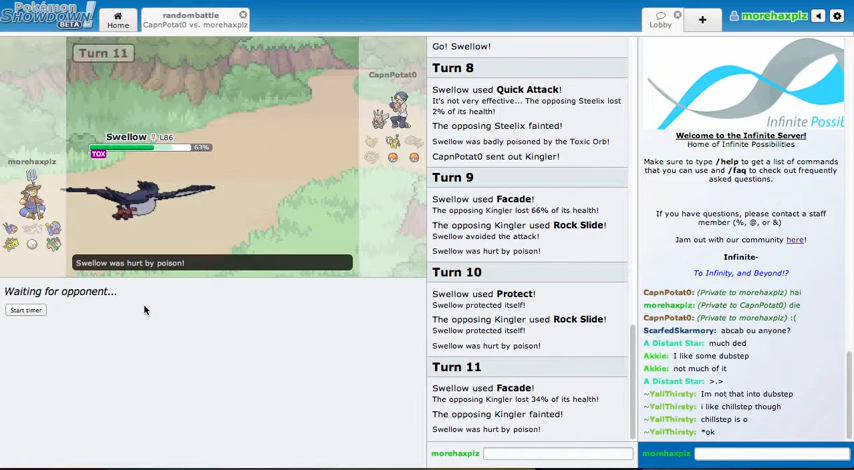 Pokémon
SHOWDOWN!
BETA
Home
randombattle
CapnPotat0 vs. morehaxplz
Lobby
+
morehaxplz
Turn 11
CapnPotat0
Swellow L86
63%
TOX
morehaxplz
Swellow was hurt by poison!
Waiting for opponent...
Start timer
Go! Swellow!
Turn 8
Swellow used Quick Attack!
It's not very effective... The opposing Steelix lost
2% of its health!
The opposing Steelix fainted!
Swellow was badly poisoned by the Toxic Orb!
CapnPotat0 sent out Kingler!
Turn 9
Swellow used Facade!
The opposing Kingler lost 66% of its health!
The opposing Kingler used Rock Slide!
Swellow avoided the attack!
Swellow was hurt by poison!
Turn 10
Swellow used Protect!
Swellow protected itself!
The opposing Kingler used Rock Slide!
Swellow protected itself!
Swellow was hurt by poison!
Turn 11
Swellow used Facade!
The opposing Kingler lost 34% of its health!
The opposing Kingler fainted!
Swellow was hurt by poison!
morehaxplz
Infinite Possib
Welcome to the Infinite Server!
Home of Infinite Possibilities
Make sure to type /help to get a list of commands
that you can use and /faq to check out frequently
asked questions.
If you have questions, please contact a staff
member (%, @, or &)
Jam out with our community here!
Infinite-
To Infinity, and Beyond!?
CapnPotat0: (Private to morehaxplz) hai
morehaxplz: (Private to CapnPotat0) die
CapnPotat0: (Private to morehaxplz) :(
ScarfedSkarmory: abcab ou anyone?
A Distant Star: much ded
Akkie: I like some dubstep
Akkie: not much of it
A Distant Star: >.>
~YallThirsty: Im not that into dubstep
~YallThirsty: i like chillstep though
~YallThirsty: chillstep is o
~YallThirsty: *ok
morehaxplz